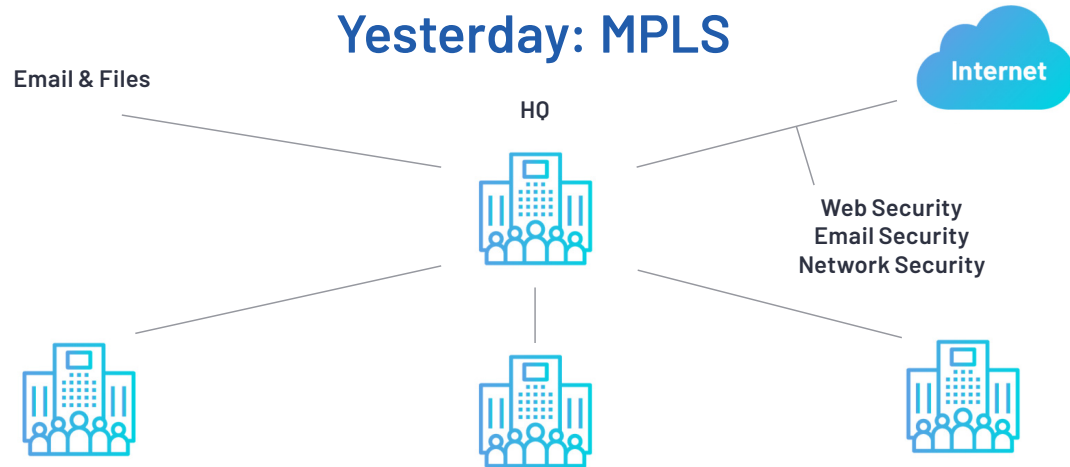 Yesterday: MPLS
Internet
Email & Files
HQ
Web Security
Email Security
Network Security